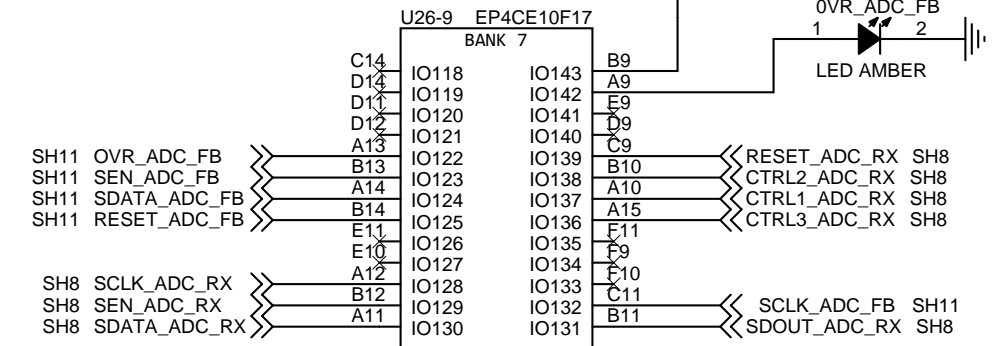 0VR_ADC_FB
U26-9 EP4CE10F17
1 2
BANK 7
LED AMBER
C14 IO118 IO143 B9
D14 IO119 IO142 A9
D11 IO120 IO141 E9
D12 IO121 IO140 D9
SH11 OVR_ADC_FB A13 IO122 IO139 C9 RESET_ADC_RX SH8
SH11 SEN_ADC_FB B13 IO123 IO138 B10 CTRL2_ADC_RX SH8
SH11 SDATA_ADC_FB A14 IO124 IO137 A10 CTRL1_ADC_RX SH8
SH11 RESET_ADC_FB B14 IO125 IO136 A15 CTRL3_ADC_RX SH8
E11 IO126 IO135 F11
E10 IO127 IO134 F9
SH8 SCLK_ADC_RX A12 IO128 IO133 F10
SH8 SEN_ADC_RX B12 IO129 IO132 C11 SCLK_ADC_FB SH11
SH8 SDATA_ADC_RX A11 IO130 IO131 B11 SDOUT_ADC_RX SH8